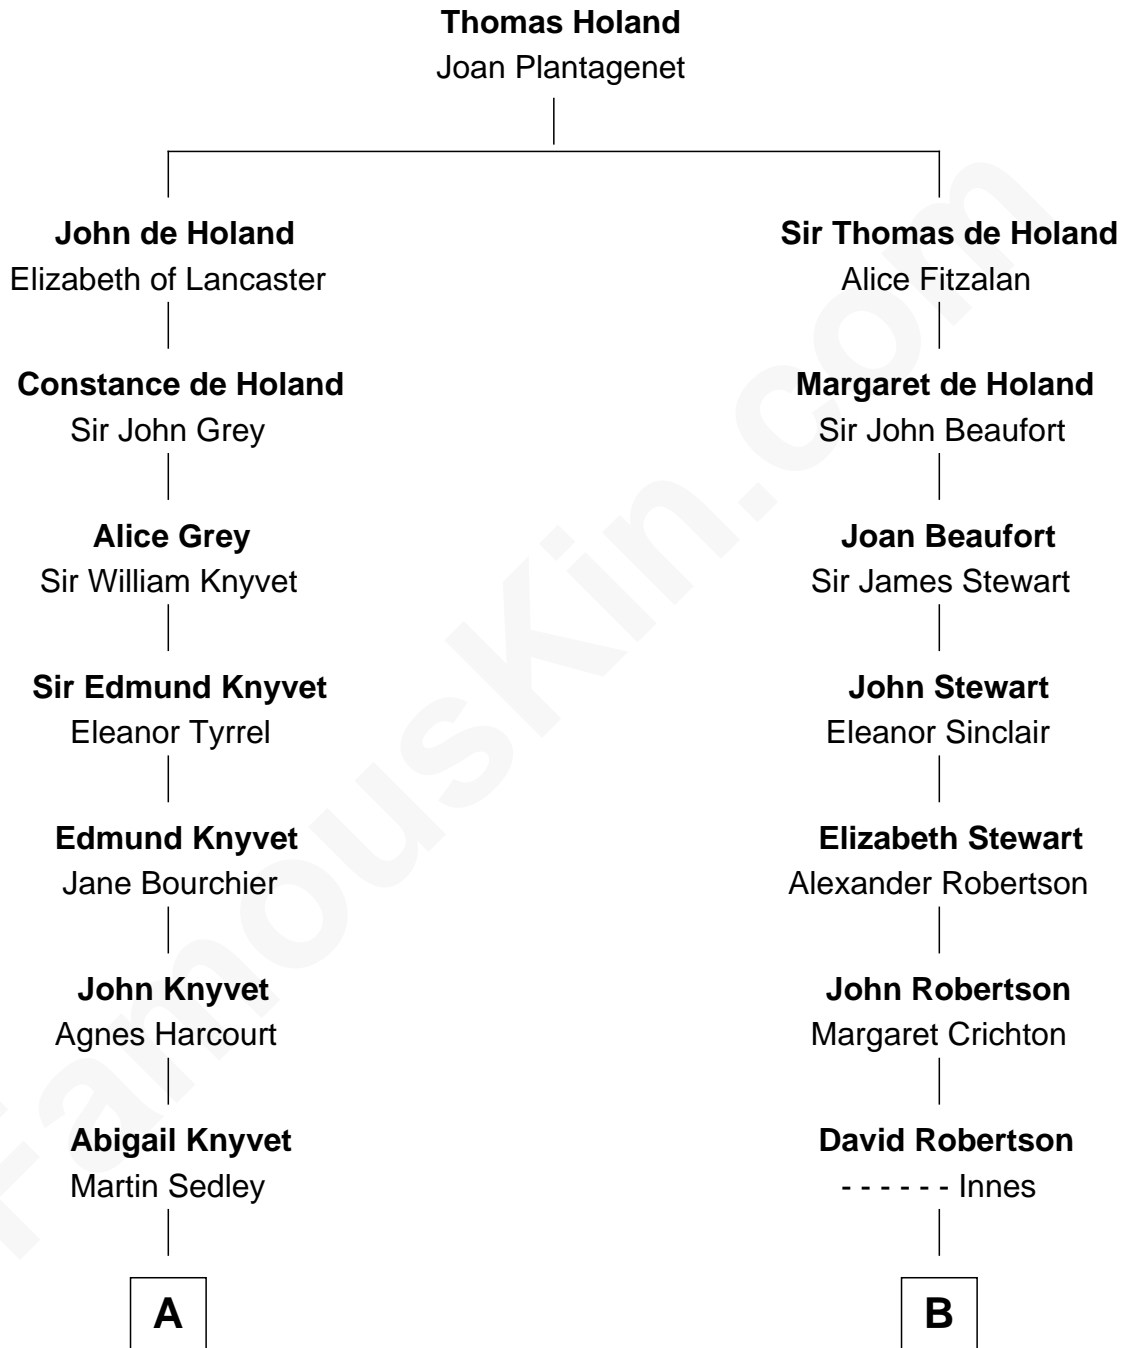 Thomas Holand
Joan Plantagenet
John de Holand
Elizabeth of Lancaster
Constance de Holand
Sir John Grey
Alice Grey
Sir William Knyvet
Sir Edmund Knyvet
Eleanor Tyrrel
Edmund Knyvet
Jane Bourchier
John Knyvet
Agnes Harcourt
Abigail Knyvet
Martin Sedley
A
Sir Thomas de Holand
Alice Fitzalan
Margaret de Holand
Sir John Beaufort
Joan Beaufort
Sir James Stewart
John Stewart
Eleanor Sinclair
Elizabeth Stewart
Alexander Robertson
John Robertson
Margaret Crichton
David Robertson
- - - - - - Innes
B
FamousKin.com